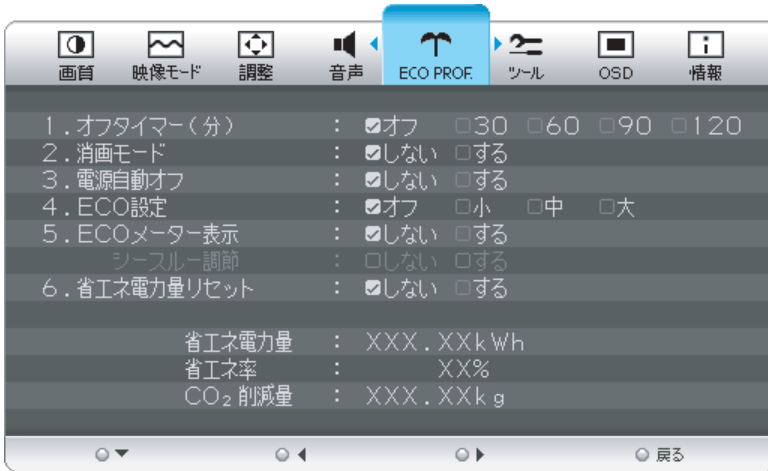 画質 映像モード 調整 音声 ECO PROF. ツール OSD 情報
1.オフタイマー(分) : オフ 30 60 90 120
2.消画モード : しない する
3.電源自動オフ : しない する
4.ECO設定 : オフ 小 中 大
5.ECOメーター表示 : しない する
シースルー調節 : しない する
6.省エネ電力量リセット : しない する
省エネ電力量 : XXX.XXkWh
省エネ率 : XX%
CO₂削減量 : XXX.XXkg
戻る